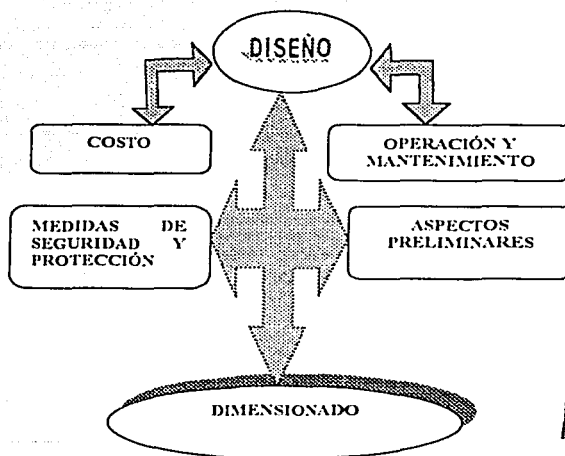 DISEÑO
COSTO
OPERACIÓN Y
MANTENIMIENTO
MEDIDAS DE
SEGURIDAD Y
PROTECCIÓN
ASPECTOS
PRELIMINARES
DIMENSIONADO